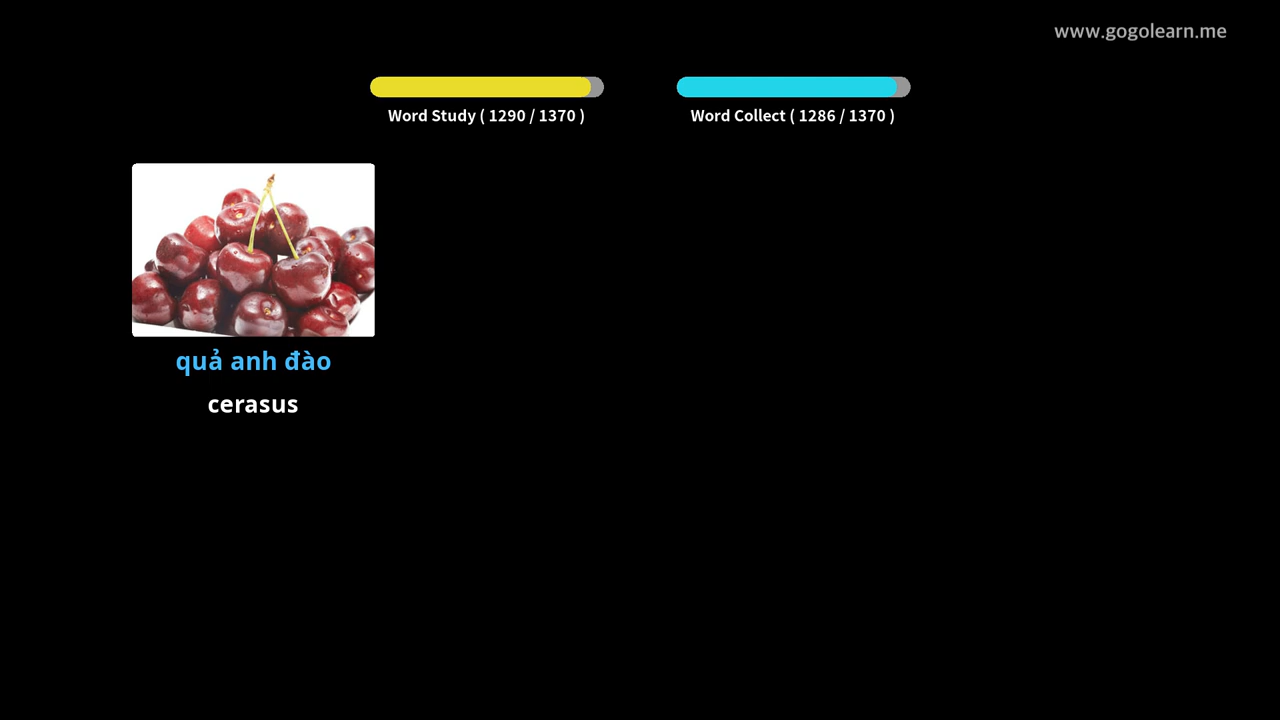 www.gogolearn.me
Word Study ( 1290 / 1370 )
Word Collect ( 1286 / 1370 )
quả anh đào
cerasus